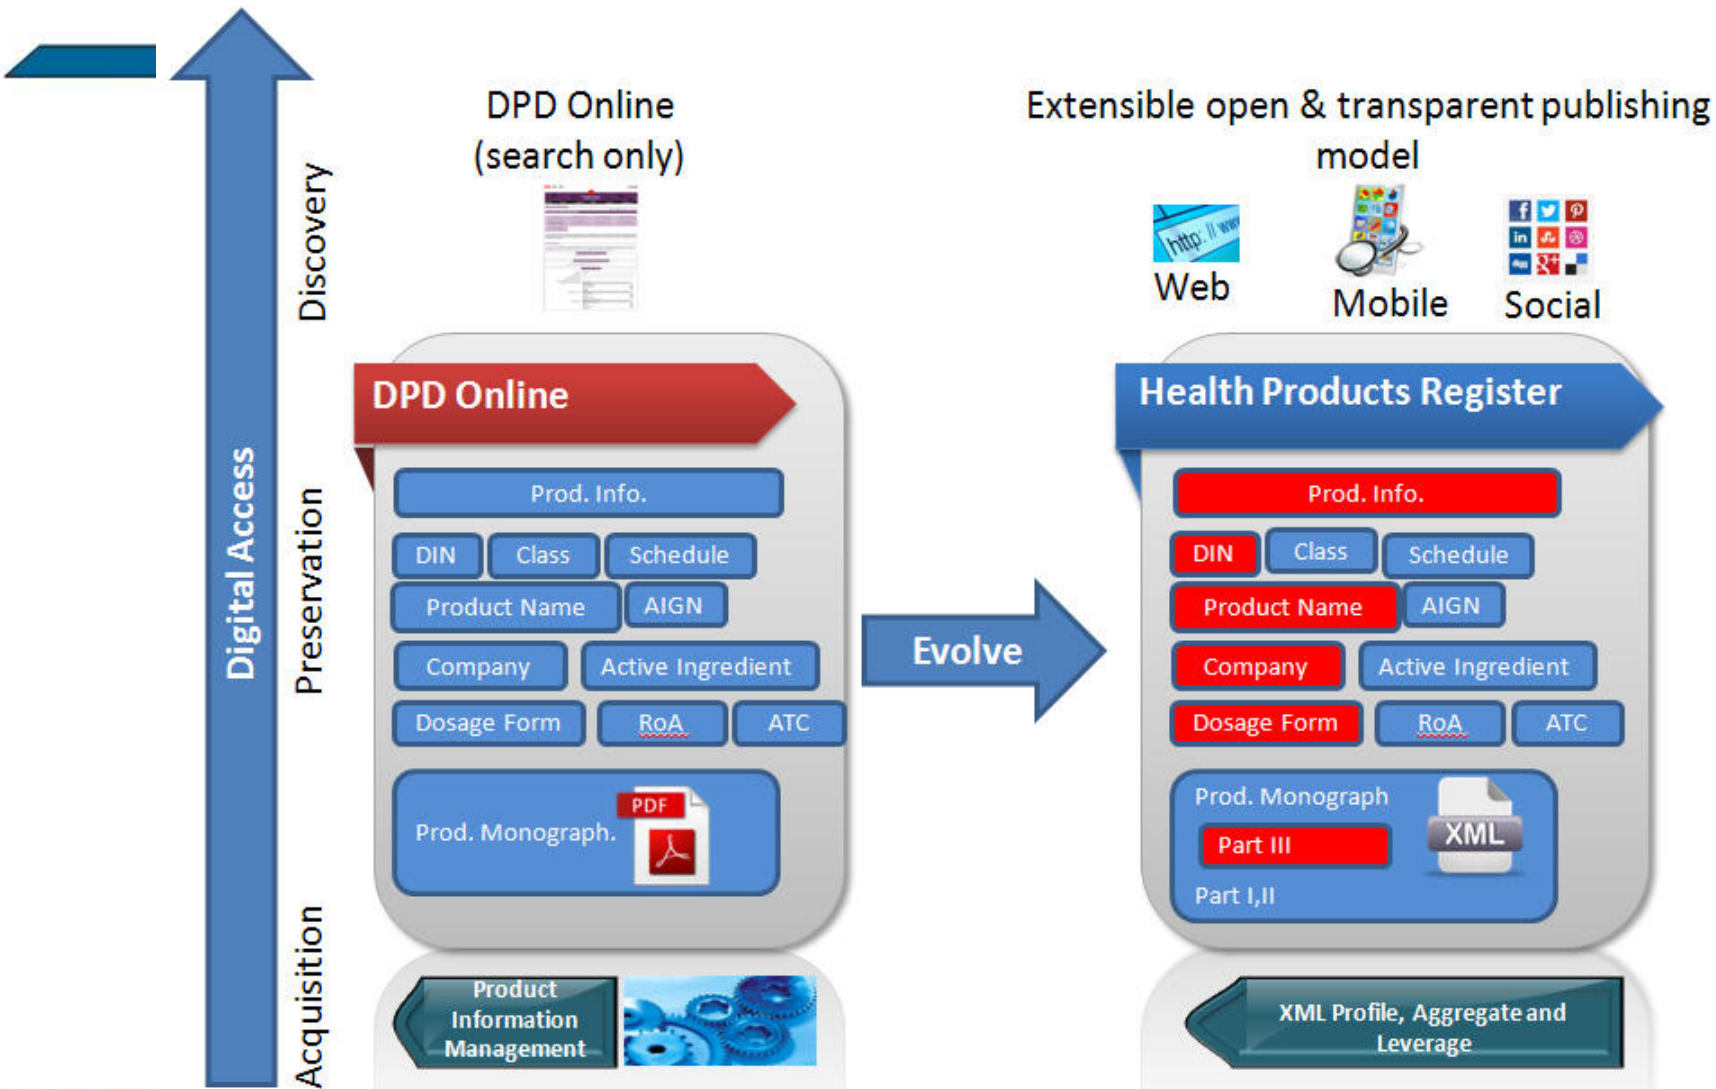 DPD Online
(search only)
Extensible open & transparent publishing
model
http: // ww
Web
Mobile
Social
Digital Access
Discovery
Preservation
Acquisition
DPD Online
Prod. Info.
DIN
Class
Schedule
Product Name
AIGN
Company
Active Ingredient
Dosage Form
RoA
ATC
Prod. Monograph.
PDF
Product
Information
Management
Evolve
Health Products Register
Prod. Info.
DIN
Class
Schedule
Product Name
AIGN
Company
Active Ingredient
Dosage Form
RoA
ATC
Prod. Monograph
XML
Part III
Part I,II
XML Profile, Aggregate and
Leverage